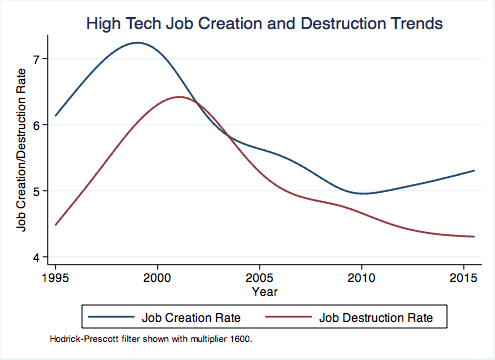 High Tech Job Creation and Destruction Trends
Job Creation/Destruction Rate
7
6
5
4
1995 2000 2005 2010 2015
Year
Job Creation Rate Job Destruction Rate
Hodrick-Prescott filter shown with multiplier 1600.